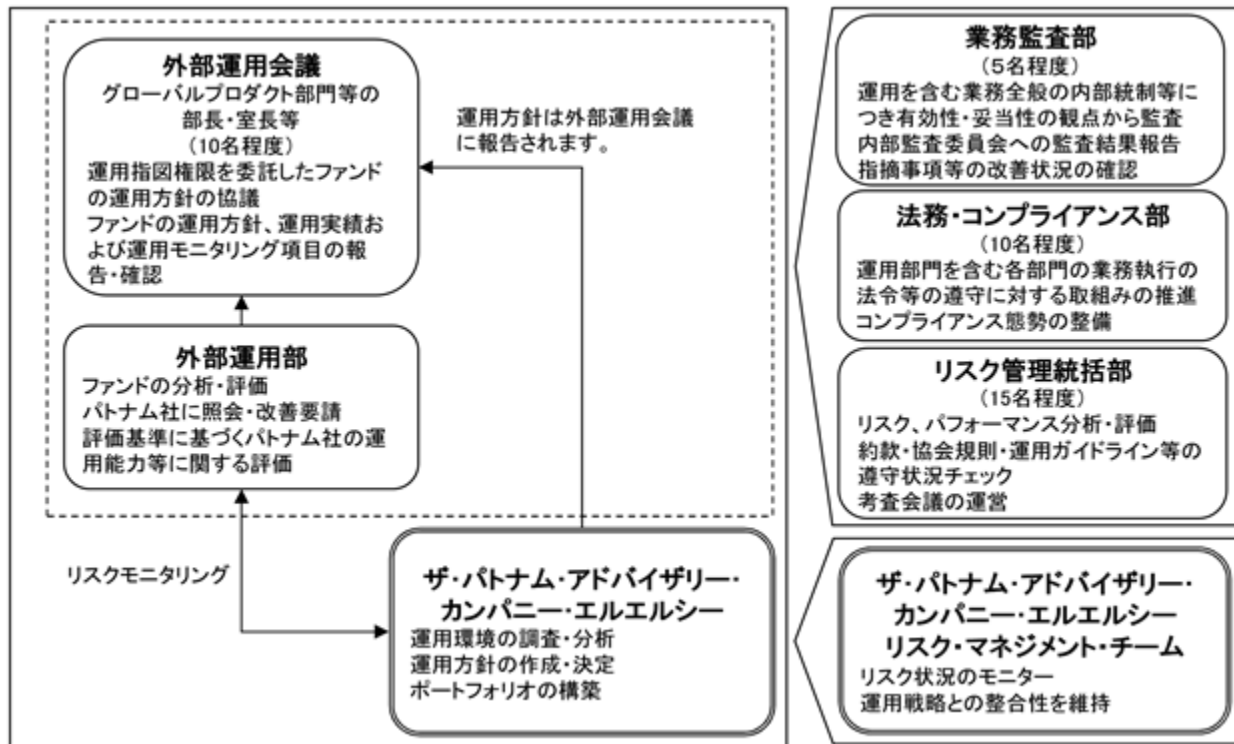 外部運用会議
グローバルプロダクト部門等の
部長・室長等
(10名程度)
運用指図権限を委託したファンド
の運用方針の協議
ファンドの運用方針、運用実績お
よび運用モニタリング項目の報
告・確認
運用方針は外部運用会議
に報告されます。
外部運用部
ファンドの分析・評価
パトナム社に照会・改善要請
評価基準に基づくパトナム社の運
用能力等に関する評価
リスクモニタリング
ザ・パトナム・アドバイザリー・
カンパニー・エルエルシー
運用環境の調査・分析
運用方針の作成・決定
ポートフォリオの構築
業務監査部
(5名程度)
運用を含む業務全般の内部統制等に
つき有効性・妥当性の観点から監査
内部監査委員会への監査結果報告
指摘事項等の改善状況の確認
法務・コンプライアンス部
(10名程度)
運用部門を含む各部門の業務執行の
法令等の遵守に対する取組みの推進
コンプライアンス態勢の整備
リスク管理統括部
(15名程度)
リスク、パフォーマンス分析・評価
約款・協会規則・運用ガイドライン等の
遵守状況チェック
考査会議の運営
ザ・パトナム・アドバイザリー・
カンパニー・エルエルシー
リスク・マネジメント・チーム
リスク状況のモニター
運用戦略との整合性を維持